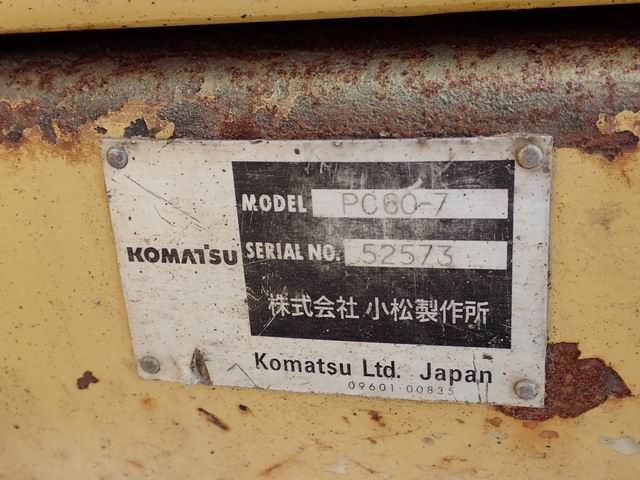 KOMATSU
MODEL PC60-7
SERIAL NO. 52573
株式会社 小松製作所
Komatsu Ltd. Japan
09601-00835